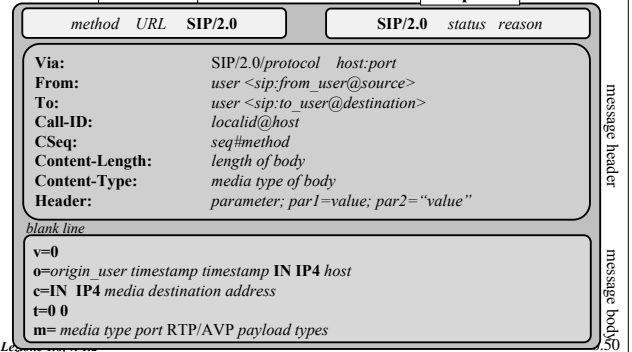 method URL SIP/2.0
SIP/2.0 status reason
Via: SIP/2.0/protocol host:port
From: user <sip:from_user@source>
To: user <sip:to_user@destination>
Call-ID: localid@host
CSeq: seq#method
Content-Length: length of body
Content-Type: media type of body
Header: parameter; par1=value; par2=“value”
message header
blank line
v=0
o=origin_user timestamp timestamp IN IP4 host
c=IN IP4 media destination address
t=0 0
m= media type port RTP/AVP payload types
message body